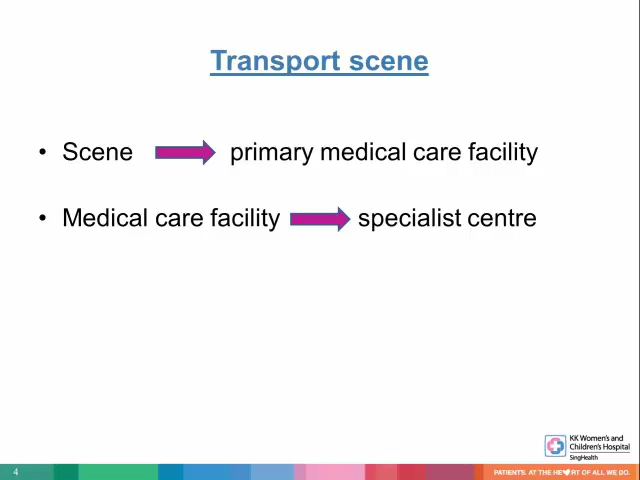 Transport scene
• Scene primary medical care facility
• Medical care facility specialist centre
KK Women's and
Children's Hospital
SingHealth
4
PATIENTS. AT THE HE♥RT OF ALL WE DO.